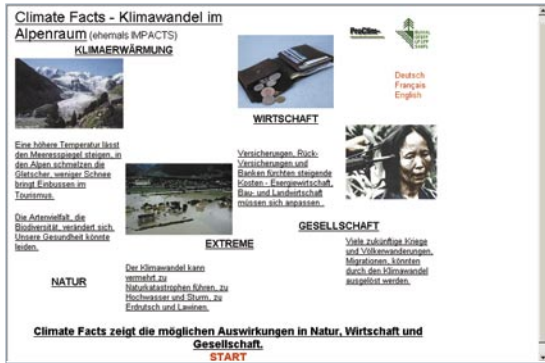 Climate Facts - Klimawandel im
Alpenraum (ehemals IMPACTS)
KLIMAERWÄRMUNG
ProClim-
Deutsch
Français
English
WIRTSCHAFT
Eine höhere Temperatur lässt
den Meeresspiegel steigen, in
den Alpen schmelzen die
Gletscher, weniger Schnee
bringt Einbussen im
Tourismus.
Versicherungen, Rück-
Versicherungen und
Banken fürchten steigende
Kosten - Energiewirtschaft,
Bau- und Landwirtschaft
müssen sich anpassen.
Die Artenvielfalt, die
Biodiversität, verändert sich.
Unsere Gesundheit könnte
leiden.
GESELLSCHAFT
EXTREME
Viele zukünftige Kriege
und Völkerwanderungen,
Migrationen, könnten
durch den Klimawandel
ausgelöst werden.
NATUR
Der Klimawandel kann
vermehrt zu
Naturkatastrophen führen, zu
Hochwasser und Sturm, zu
Erdrutsch und Lawinen.
Climate Facts zeigt die möglichen Auswirkungen in Natur, Wirtschaft und
Gesellschaft.
START